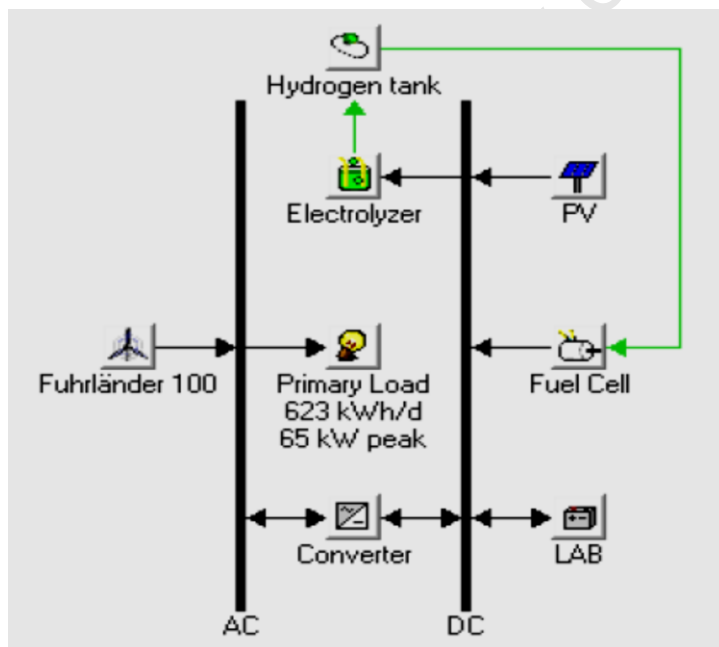 Hydrogen tank
Electrolyzer
PV
Fuhrländer 100
Primary Load
623 kWh/d
65 kW peak
Fuel Cell
Converter
LAB
AC
DC